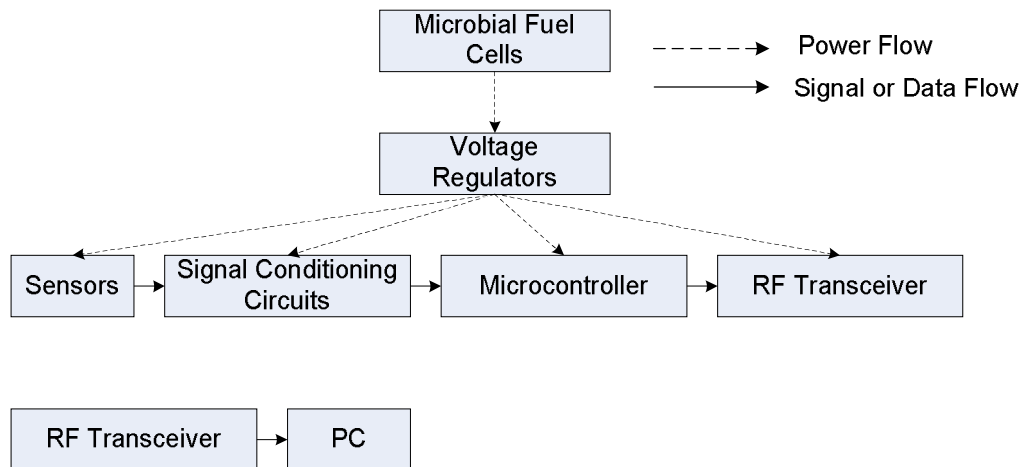 Microbial Fuel
Cells
Power Flow
Signal or Data Flow
Voltage
Regulators
Sensors
Signal Conditioning
Circuits
Microcontroller
RF Transceiver
RF Transceiver
PC